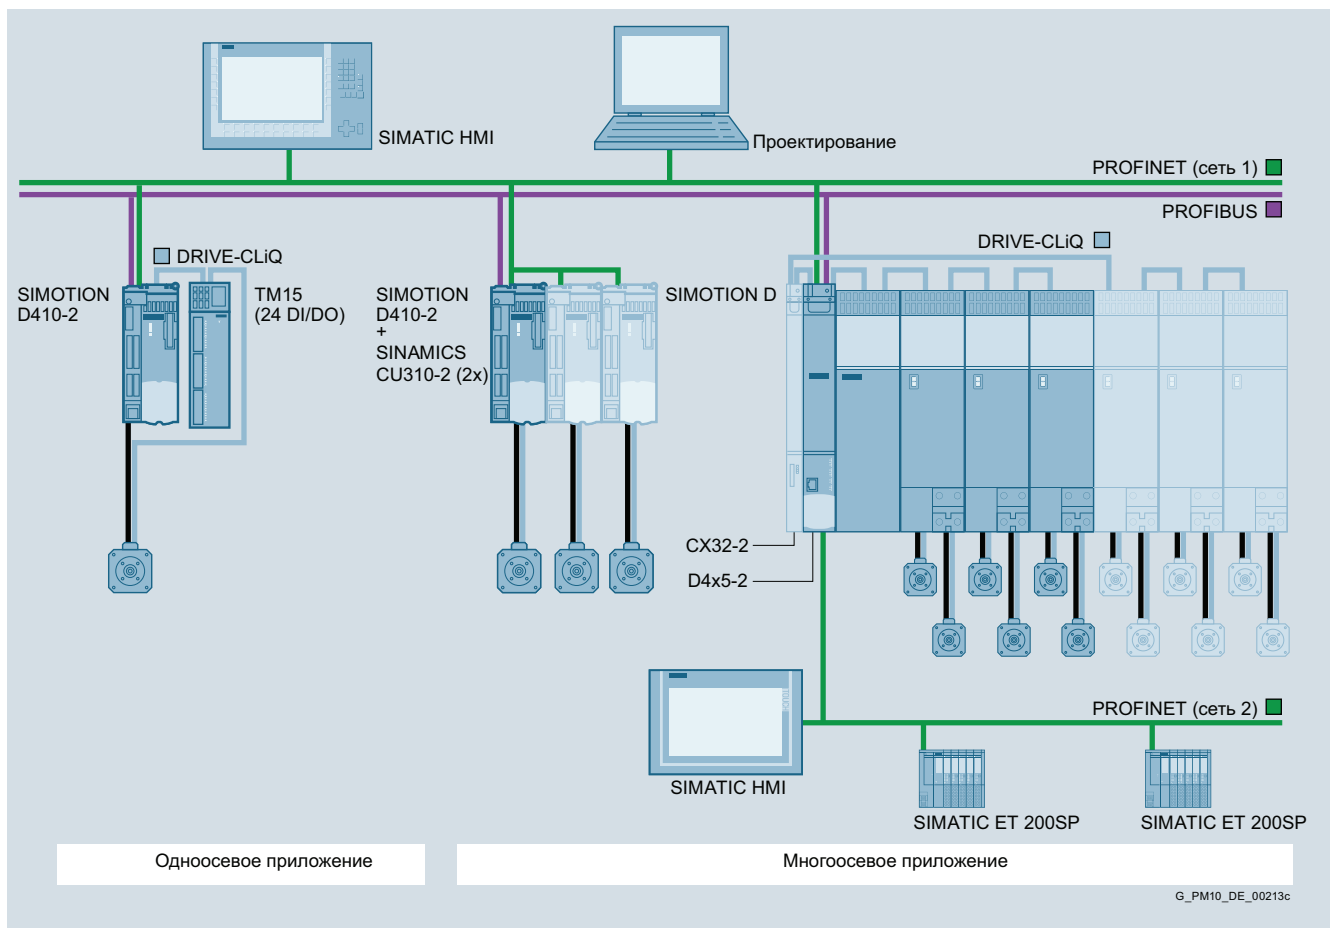 SIMATIC HMI
Проектирование
PROFINET (сеть 1)
PROFIBUS
DRIVE-CLiQ
DRIVE-CLiQ
SIMOTION
D410-2
TM15
(24 DI/DO)
SIMOTION
D410-2
+
SINAMICS
CU310-2 (2x)
SIMOTION D
CX32-2
D4x5-2
TOUCH
SIMATIC HMI
PROFINET (сеть 2)
SIMATIC ET 200SP
SIMATIC ET 200SP
Одноосевое приложение
Многоосевое приложение
G_PM10_DE_00213c